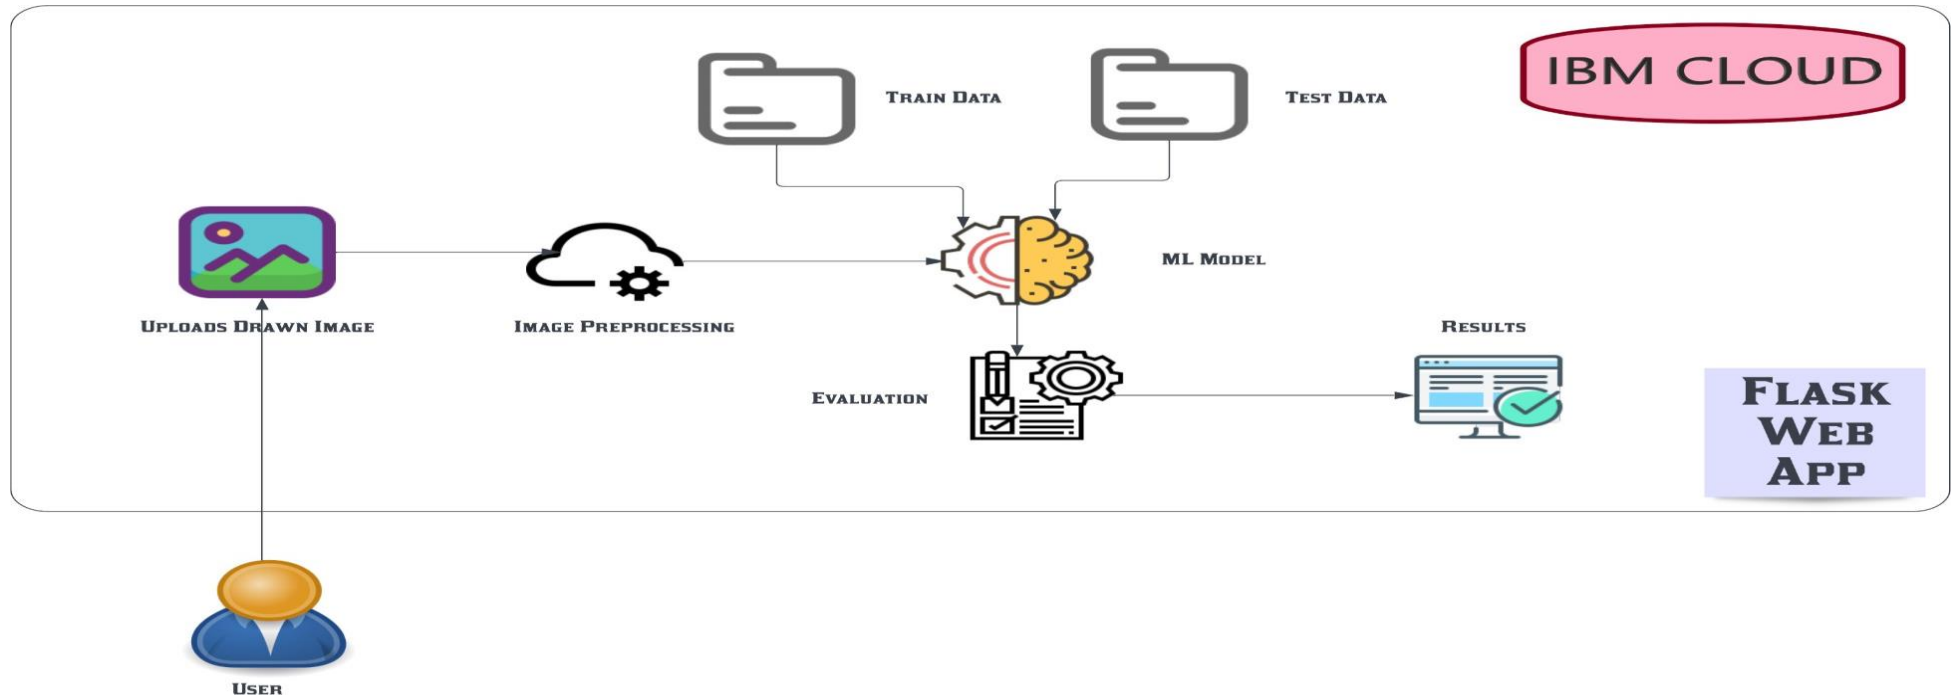 IBM CLOUD
TRAIN DATA
TEST DATA
ML MODEL
UPLOADS DRAWN IMAGE
IMAGE PREPROCESSING
RESULTS
EVALUATION
FLASK
WEB
APP
USER